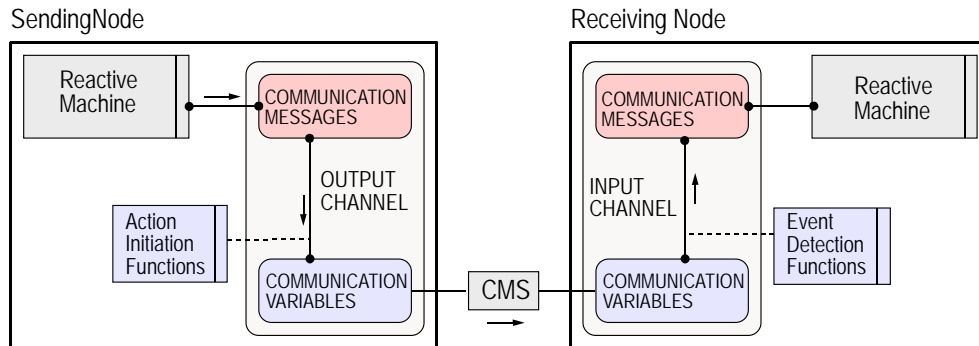 SendingNode
Reactive
Machine
COMMUNICATION
MESSAGES
OUTPUT
CHANNEL
Action
Initiation
Functions
COMMUNICATION
VARIABLES
CMS
Receiving Node
COMMUNICATION
MESSAGES
Reactive
Machine
INPUT
CHANNEL
Event
Detection
Functions
COMMUNICATION
VARIABLES